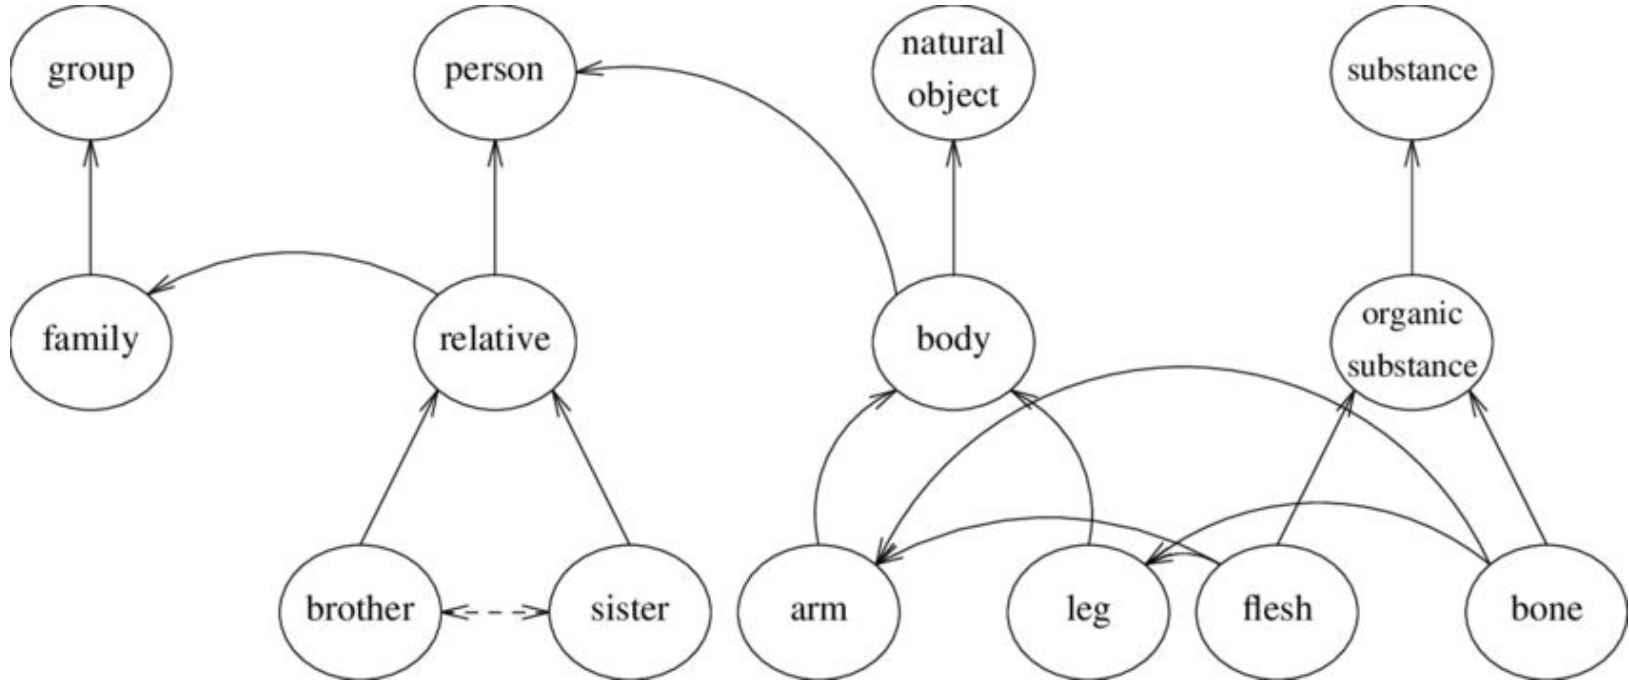 group
person
natural
object
substance
family
relative
body
organic
substance
brother
sister
arm
leg
flesh
bone